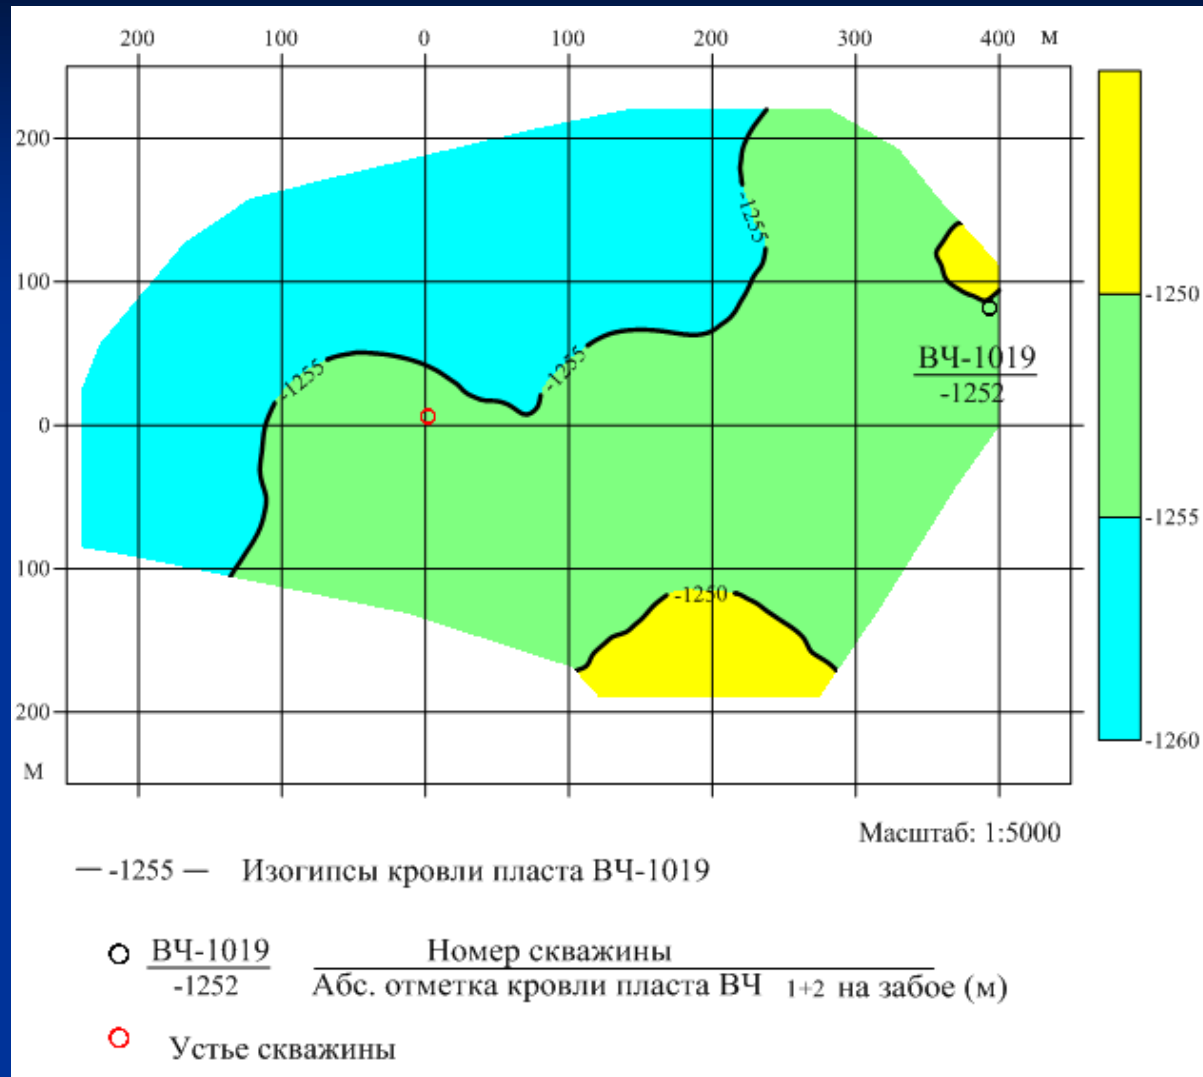 200 100 0 100 200 300 400 м
200
100
0
100
200
М
-1255
-1255
-1255
-1250
ВЧ-1019
-1252
-1250
-1255
-1260
Масштаб: 1:5000
— -1255 — Изогипсы кровли пласта ВЧ-1019
ВЧ-1019 Номер скважины
-1252 Абс. отметка кровли пласта ВЧ 1+2 на забое (м)
Устье скважины